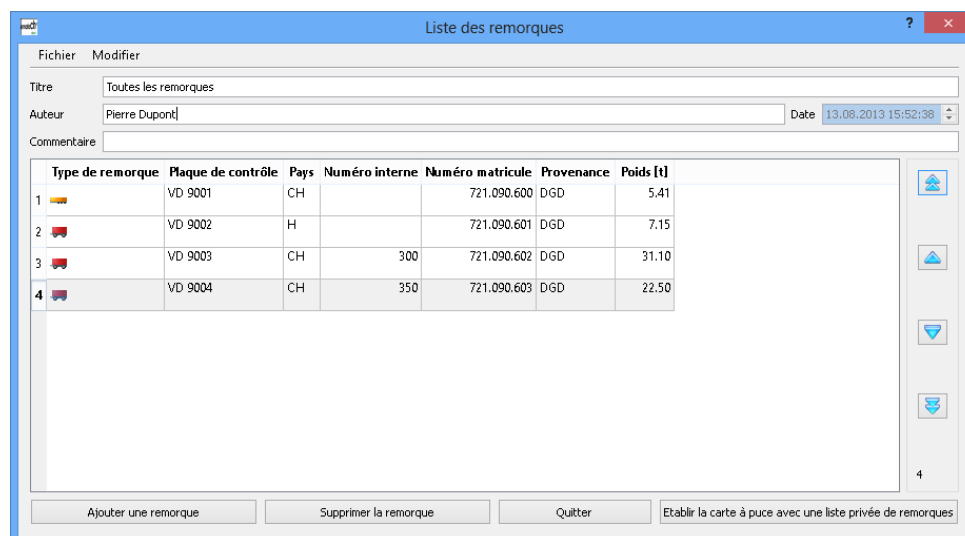 Liste des remorques
?
Fichier Modifier
Titre Toutes les remorques
Auteur Pierre Dupont Date 13.08.2013 15:52:38
Commentaire
Type de remorque Plaque de contrôle Pays Numéro interne Numéro matricule Provenance Poids [t]
1 VD 9001 CH 721.090.600 DGD 5.41
2 VD 9002 H 721.090.601 DGD 7.15
3 VD 9003 CH 300 721.090.602 DGD 31.10
4 VD 9004 CH 350 721.090.603 DGD 22.50
4
Ajouter une remorque Supprimer la remorque Quitter Etablir la carte à puce avec une liste privée de remorques